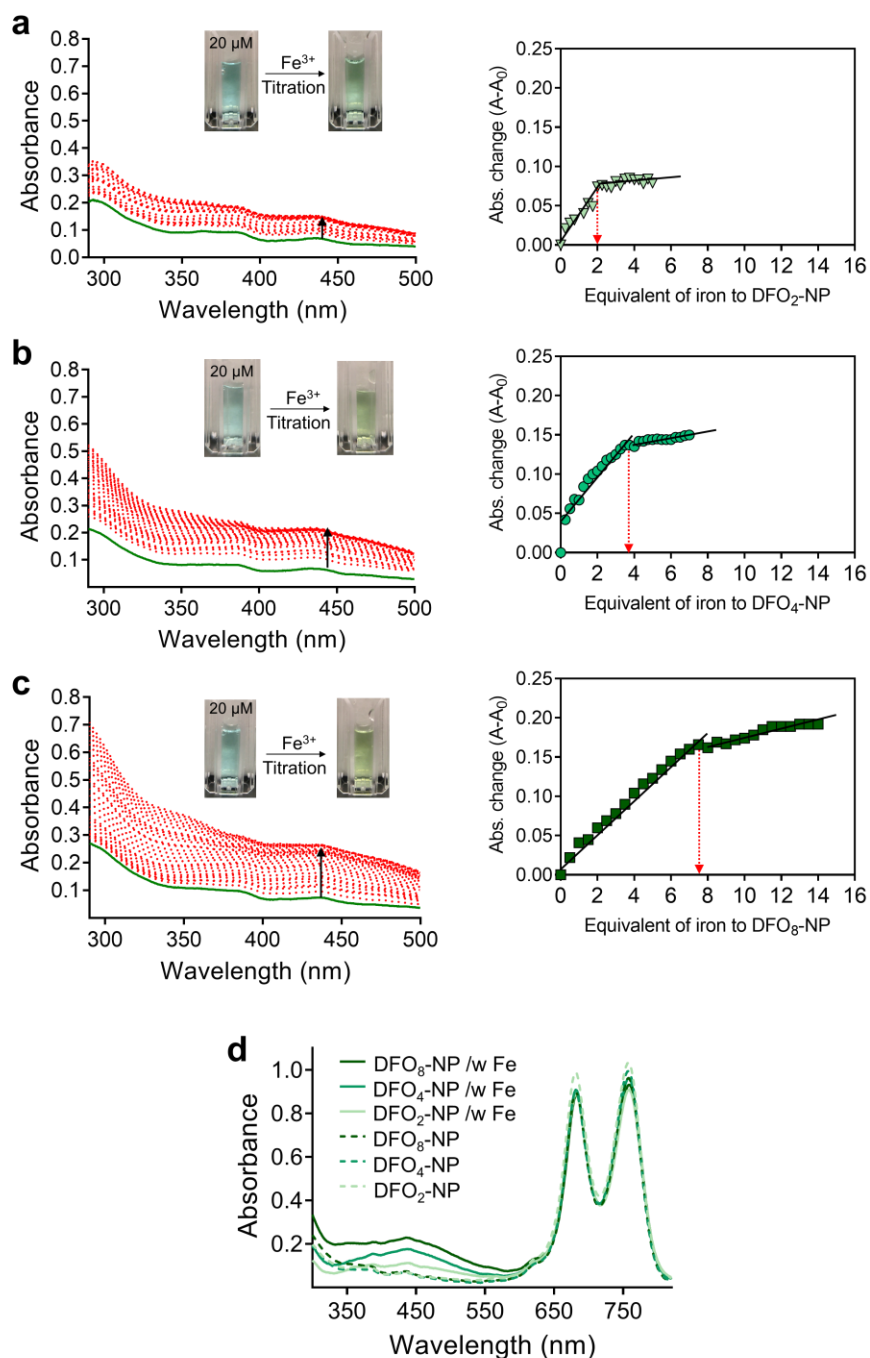 a
0.8
0.7
0.6
0.5
0.4
0.3
0.2
0.1
0.0
Absorbance
20 µM
Fe³⁺
Titration
300 350 400 450 500
Wavelength (nm)
0.25
0.20
0.15
0.10
0.05
0.00
Abs. change (A-A₀)
0 2 4 6 8 10 12 14 16
Equivalent of iron to DFO₂-NP
b
0.8
0.7
0.6
0.5
0.4
0.3
0.2
0.1
Absorbance
20 µM
Fe³⁺
Titration
300 350 400 450 500
Wavelength (nm)
0.25
0.20
0.15
0.10
0.05
0.00
Abs. change (A-A₀)
0 2 4 6 8 10 12 14 16
Equivalent of iron to DFO₄-NP
c
0.8
0.7
0.6
0.5
0.4
0.3
0.2
0.1
Absorbance
20 µM
Fe³⁺
Titration
300 350 400 450 500
Wavelength (nm)
0.25
0.20
0.15
0.10
0.05
0.00
Abs. change (A-A₀)
0 2 4 6 8 10 12 14 16
Equivalent of iron to DFO₈-NP
d
1.0
0.8
0.6
0.4
0.2
Absorbance
DFO₈-NP /w Fe
DFO₄-NP /w Fe
DFO₂-NP /w Fe
DFO₈-NP
DFO₄-NP
DFO₂-NP
350 450 550 650 750
Wavelength (nm)